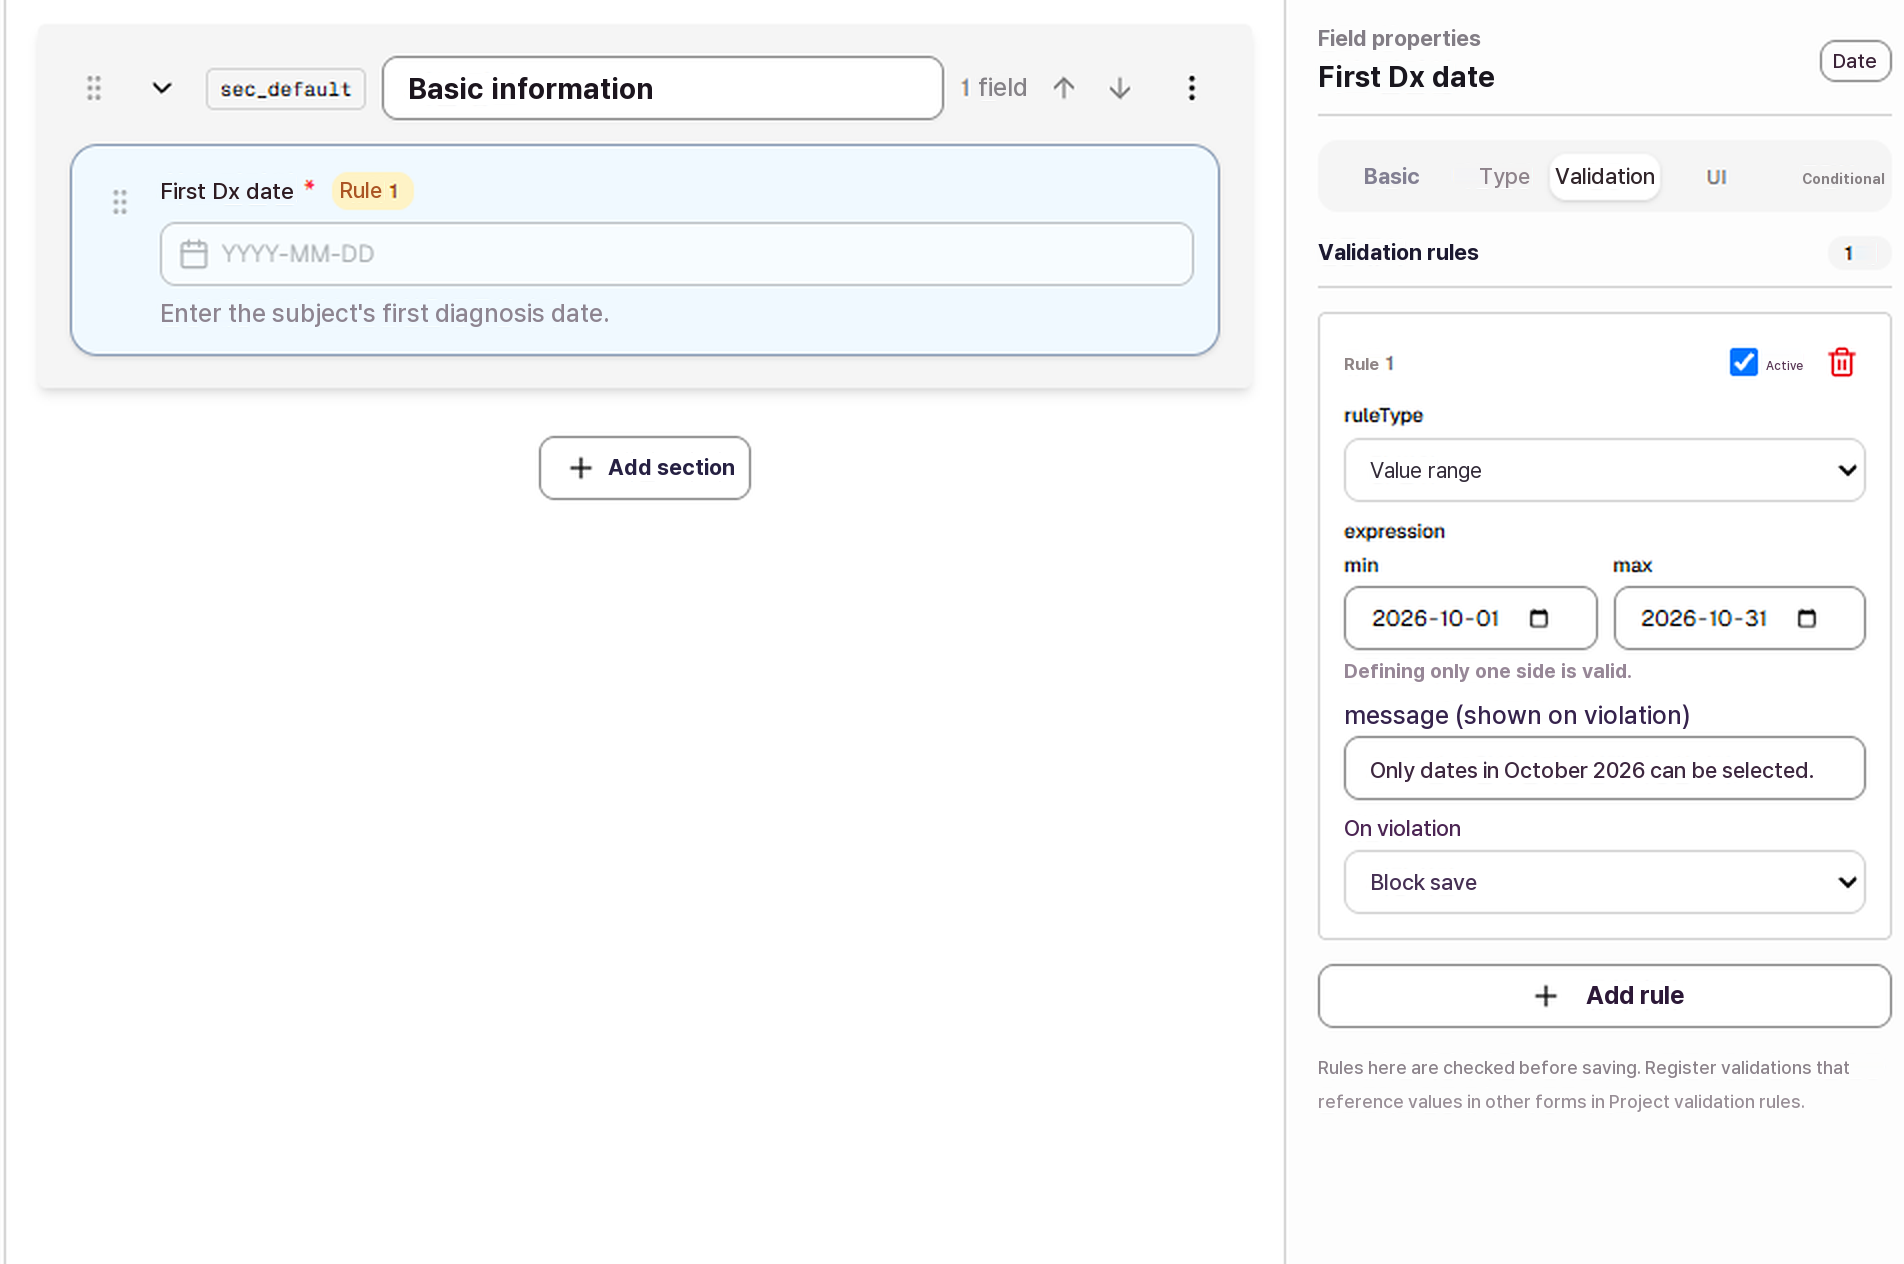 sec_default
Basic information
1 field
First Dx date *
Rule 1
YYYY-MM-DD
Enter the subject's first diagnosis date.
Add section
Field properties
First Dx date
Date
Basic
Type
Validation
UI
Conditional
Validation rules
1
Rule 1
Active
ruleType
Value range
expression
min
max
2026-10-01
2026-10-31
Defining only one side is valid.
message (shown on violation)
Only dates in October 2026 can be selected.
On violation
Block save
Add rule
Rules here are checked before saving. Register validations that
reference values in other forms in Project validation rules.